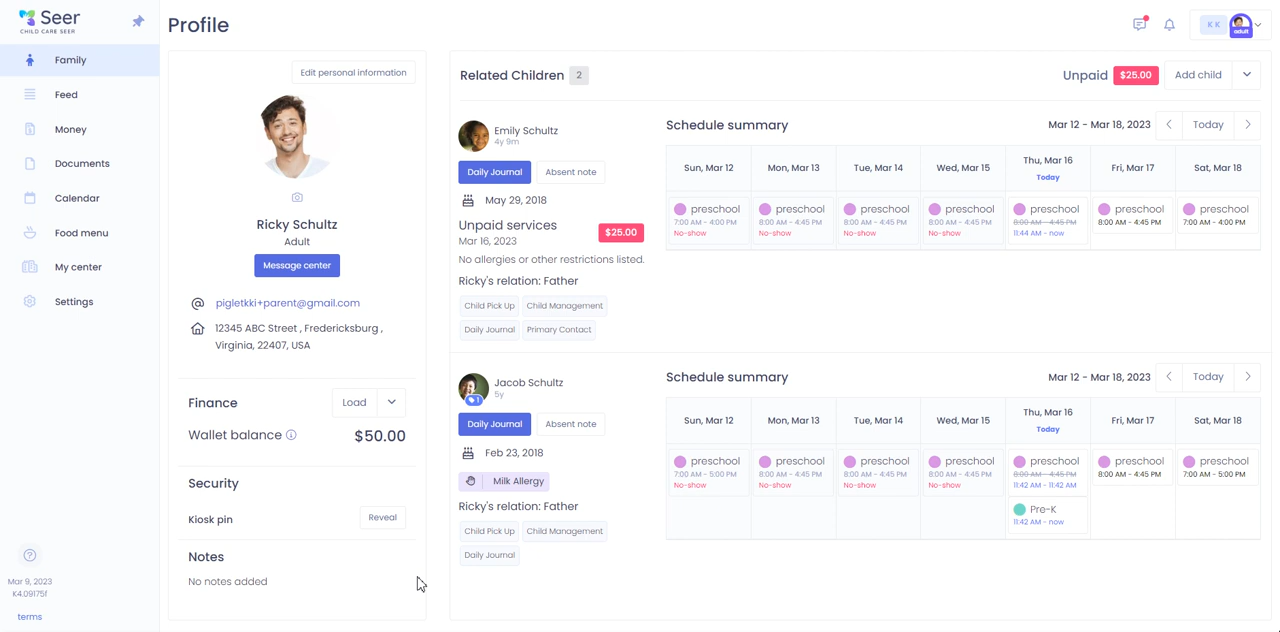 Seer
CHILD CARE SEER
Family
Feed
Money
Documents
Calendar
Food menu
My center
Settings
Mar 9, 2023
K4.09175f
terms
Profile
K K
adult
Edit personal information
Ricky Schultz
Adult
Message center
pigletkki+parent@gmail.com
12345 ABC Street , Fredericksburg ,
Virginia, 22407, USA
Finance
Load
Wallet balance
$50.00
Security
Kiosk pin
Reveal
Notes
No notes added
Related Children 2
Unpaid $25.00
Add child
Emily Schultz
4y 9m
Daily Journal
Absent note
May 29, 2018
Unpaid services
$25.00
Mar 16, 2023
No allergies or other restrictions listed.
Ricky's relation: Father
Child Pick Up
Child Management
Daily Journal
Primary Contact
Schedule summary
Mar 12 - Mar 18, 2023
Today
Sun, Mar 12
Mon, Mar 13
Tue, Mar 14
Wed, Mar 15
Thu, Mar 16
Today
Fri, Mar 17
Sat, Mar 18
preschool
7:00 AM - 4:00 PM
No-show
preschool
8:00 AM - 4:45 PM
No-show
preschool
8:00 AM - 4:45 PM
No-show
preschool
8:00 AM - 4:45 PM
No-show
preschool
8:00 AM - 4:45 PM
11:44 AM - now
preschool
8:00 AM - 4:45 PM
preschool
7:00 AM - 4:00 PM
Jacob Schultz
5y
1
Daily Journal
Absent note
Feb 23, 2018
Milk Allergy
Ricky's relation: Father
Child Pick Up
Child Management
Daily Journal
Schedule summary
Mar 12 - Mar 18, 2023
Today
Sun, Mar 12
Mon, Mar 13
Tue, Mar 14
Wed, Mar 15
Thu, Mar 16
Today
Fri, Mar 17
Sat, Mar 18
preschool
7:00 AM - 5:00 PM
No-show
preschool
8:00 AM - 4:45 PM
No-show
preschool
8:00 AM - 4:45 PM
No-show
preschool
8:00 AM - 4:45 PM
No-show
preschool
8:00 AM - 4:45 PM
11:42 AM - 11:42 AM
Pre-K
11:42 AM - now
preschool
8:00 AM - 4:45 PM
preschool
7:00 AM - 5:00 PM